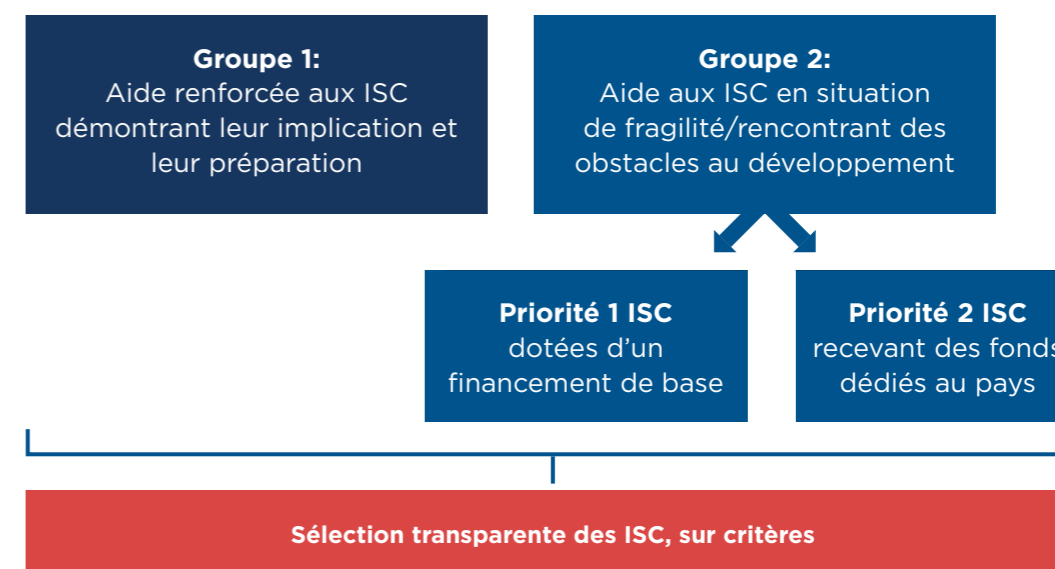 Groupe 1:
Aide renforcée aux ISC
démontrant leur implication et
leur préparation
Groupe 2:
Aide aux ISC en situation
de fragilité/rencontrant des
obstacles au développement
Priorité 1 ISC
dotées d’un
financement de base
Priorité 2 ISC
recevant des fonds
dédiés au pays
Sélection transparente des ISC, sur critères